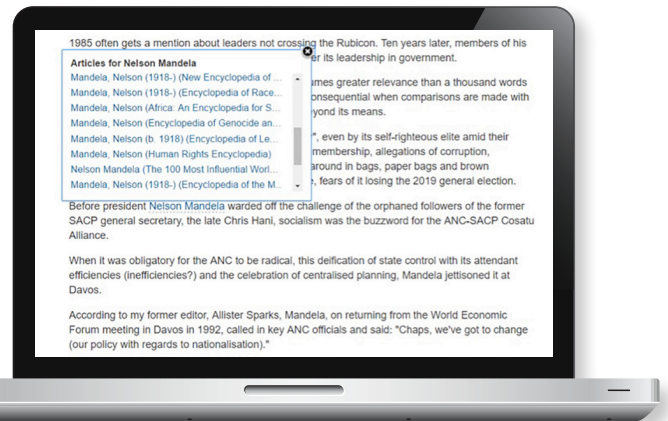 1985 often gets a mention about leaders not crossing the Rubicon. Ten years later, members of his
er its leadership in government.
Articles for Nelson Mandela
Mandela, Nelson (1918-) (New Encyclopedia of ...
Mandela, Nelson (1918-) (Encyclopedia of Race...
Mandela, Nelson (Africa: An Encyclopedia for S...
Mandela, Nelson (Encyclopedia of Genocide an...
Mandela, Nelson (b. 1918) (Encyclopedia of Le...
Mandela, Nelson (Human Rights Encyclopedia)
Nelson Mandela (The 100 Most Influential Worl...
Mandela, Nelson (1918-) (Encyclopedia of the M...
umes greater relevance than a thousand words
onsequential when comparisons are made with
eyond its means.
", even by its self-righteous elite amid their
membership, allegations of corruption,
around in bags, paper bags and brown
, fears of it losing the 2019 general election.
Before president Nelson Mandela warded off the challenge of the orphaned followers of the former
SACP general secretary, the late Chris Hani, socialism was the buzzword for the ANC-SACP Cosatu
Alliance.
When it was obligatory for the ANC to be radical, this deification of state control with its attendant
efficiencies (inefficiencies?) and the celebration of centralised planning, Mandela jettisoned it at
Davos.
According to my former editor, Allister Sparks, Mandela, on returning from the World Economic
Forum meeting in Davos in 1992, called in key ANC officials and said: "Chaps, we've got to change
(our policy with regards to nationalisation)."